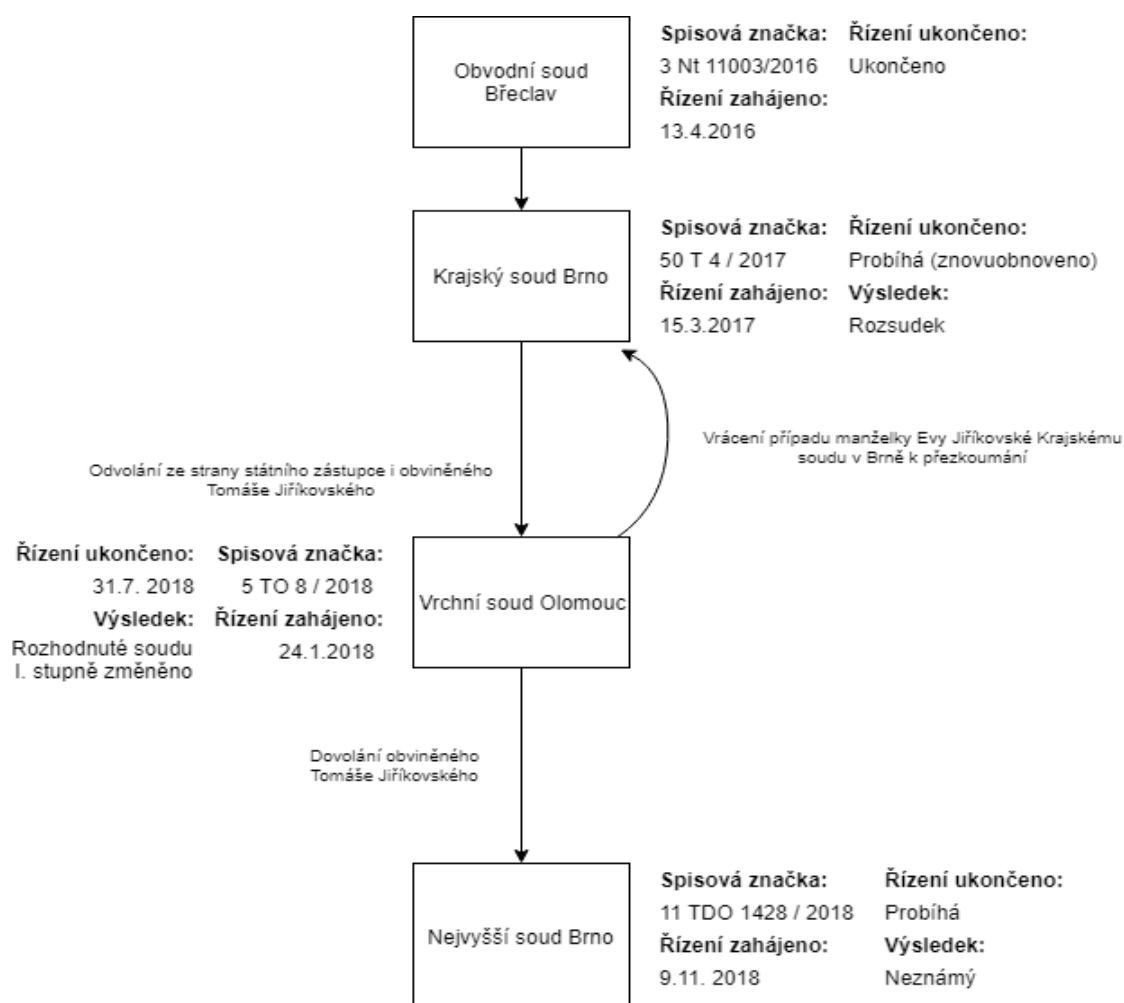 Obvodní soud
Břeclav
Spisová značka: Řízení ukončeno:
3 Nt 11003/2016 Ukončeno
Řízení zahájeno:
13.4.2016
Krajský soud Brno
Spisová značka: Řízení ukončeno:
50 T 4 / 2017 Probíhá (znovuobnoveno)
Řízení zahájeno: Výsledek:
15.3.2017 Rozsudek
Vrácení případu manželky Evy Jiříkovské Krajskému
soudu v Brně k přezkoumání
Odvolání ze strany státního zástupce i obviněného
Tomáše Jiříkovského
Řízení ukončeno: Spisová značka:
31.7. 2018 5 TO 8 / 2018
Výsledek: Řízení zahájeno:
Rozhodnuté soudu
I. stupně změněno
24.1.2018
Vrchní soud Olomouc
Dovolání obviněného
Tomáše Jiříkovského
Nejvyšší soud Brno
Spisová značka: Řízení ukončeno:
11 TDO 1428 / 2018 Probíhá
Řízení zahájeno: Výsledek:
9.11. 2018 Neznámý